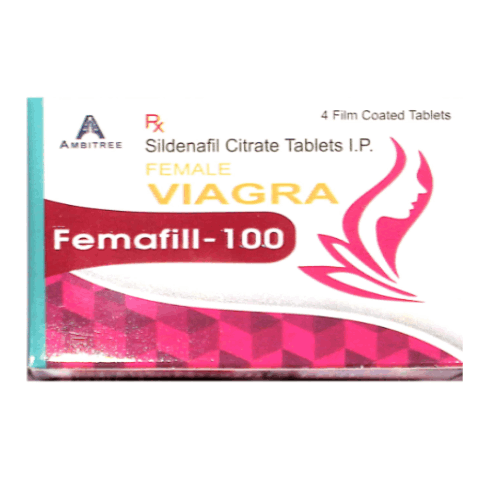 AMBITREE
Rx
4 Film Coated Tablets
Sildenafil Citrate Tablets I.P.
FEMALE
VIAGRA
Femafill-100